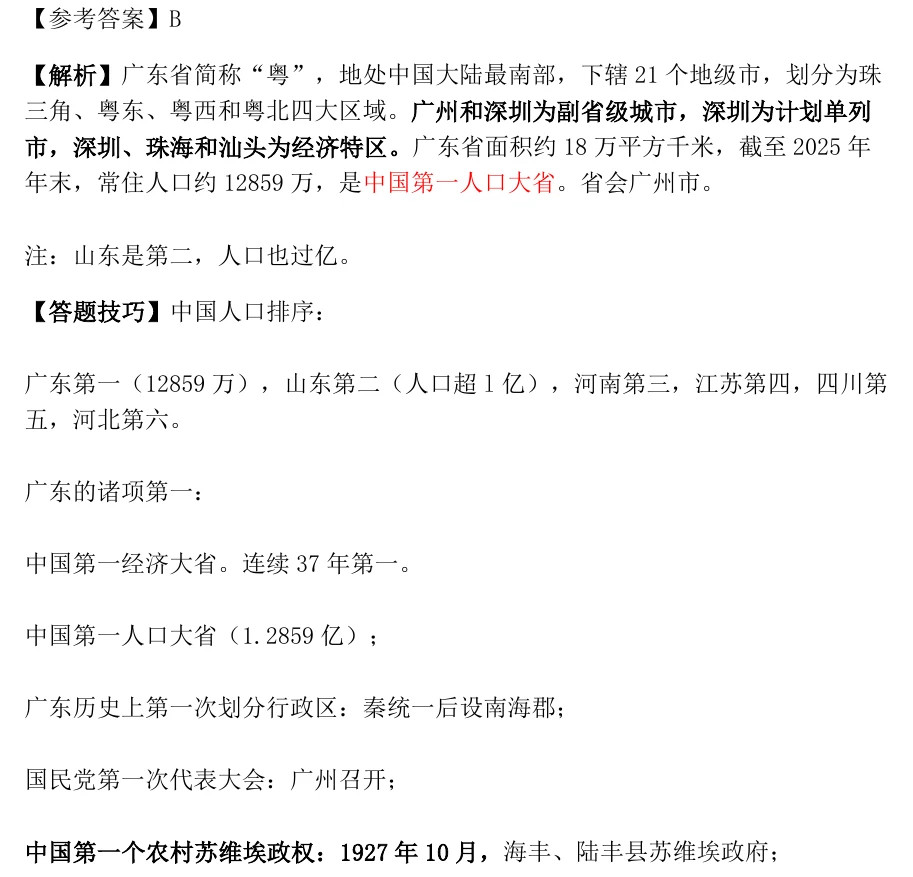 【参考答案】B
【解析】广东省简称“粤”，地处中国大陆最南部，下辖 21 个地级市，划分为珠
三角、粤东、粤西和粤北四大区域。广州和深圳为副省级城市，深圳为计划单列
市，深圳、珠海和汕头为经济特区。广东省面积约 18 万平方千米，截至 2025 年
年末，常住人口约 12859 万，是中国第一人口大省。省会广州市。
注：山东是第二，人口也过亿。
【答题技巧】中国人口排序：
广东第一（12859 万），山东第二（人口超 1 亿），河南第三，江苏第四，四川第
五，河北第六。
广东的诸项第一：
中国第一经济大省。连续 37 年第一。
中国第一人口大省（1.2859 亿）；
广东历史上第一次划分行政区：秦统一后设南海郡；
国民党第一次代表大会：广州召开；
中国第一个农村苏维埃政权：1927 年 10 月，海丰、陆丰县苏维埃政府；